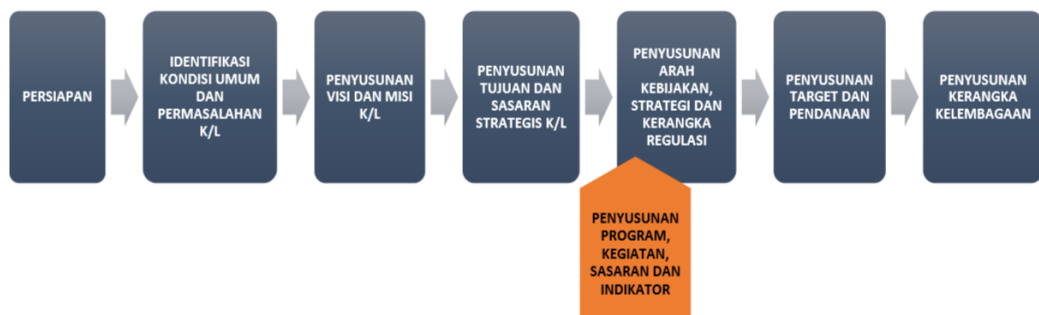 PERSIAPAN
IDENTIFIKASI
KONDISI UMUM
DAN
PERMASALAHAN
K/L
PENYUSUNAN
VISI DAN MISI
K/L
PENYUSUNAN
TUJUAN DAN
SASARAN
STRATEGIS K/L
PENYUSUNAN
ARAH
KEBIJAKAN,
STRATEGI DAN
KERANGKA
REGULASI
PENYUSUNAN
TARGET DAN
PENDANAAN
PENYUSUNAN
KERANGKA
KELEMBAGAAN
PENYUSUNAN
PROGRAM,
KEGIATAN,
SASARAN DAN
INDIKATOR